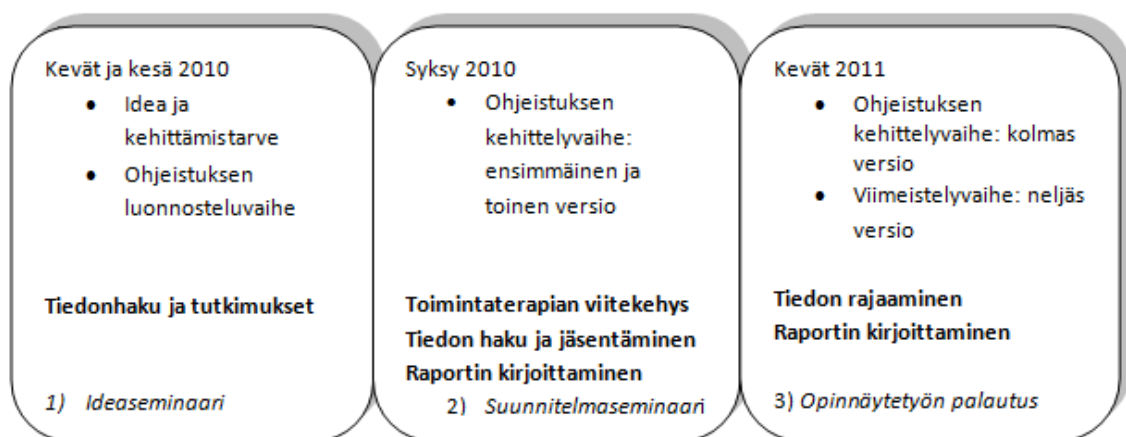 Kevät ja kesä 2010
• Idea ja
kehittämistarve
• Ohjeistuksen
luonnosteluvaihe
Tiedonhaku ja tutkimukset
1) Ideaseminaari
Syksy 2010
• Ohjeistuksen
kehittelyvaihe:
ensimmäinen ja
toinen versio
Toimintaterapian viitekehys
Tiedon haku ja jäsentäminen
Raportin kirjoittaminen
2) Suunnitelmaseminaari
Kevät 2011
• Ohjeistuksen
kehittelyvaihe: kolmas
versio
• Viimeistelyvaihe: neljäs
versio
Tiedon rajaaminen
Raportin kirjoittaminen
3) Opinnäytetyön palautus